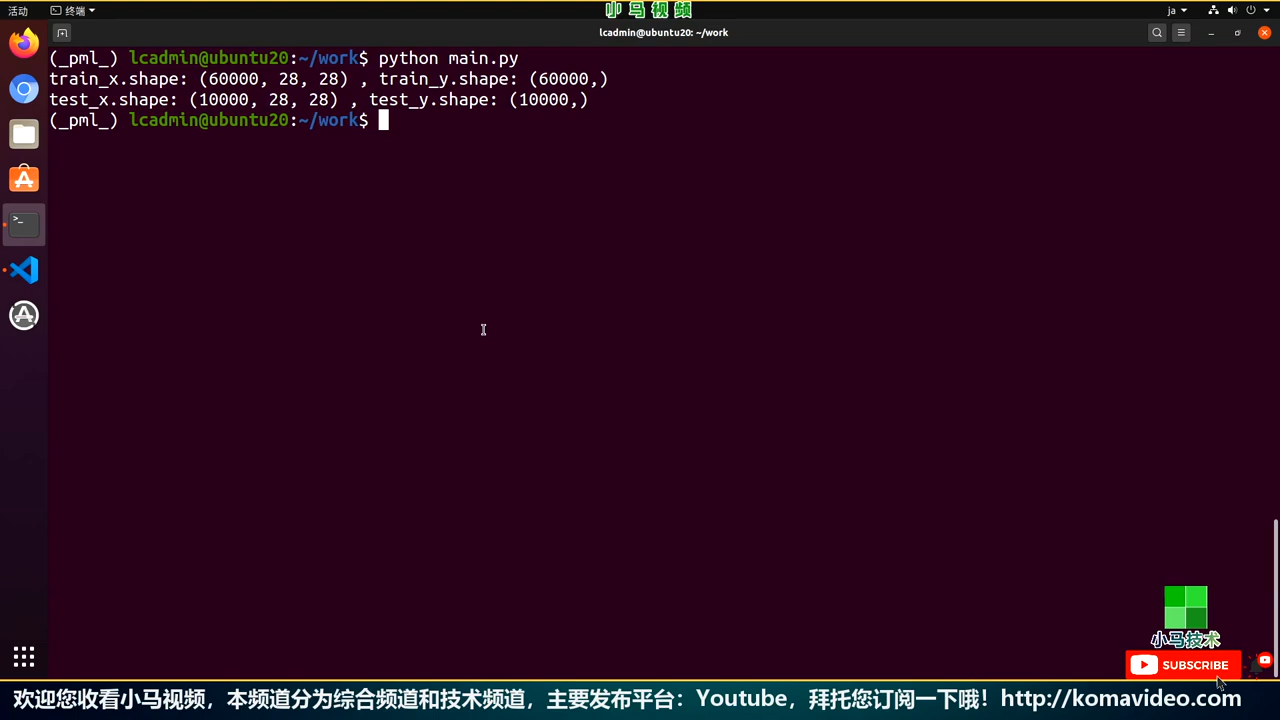 活动
终端
小马视频
ja
lcadmin@ubuntu20: ~/work
(_pml_) lcadmin@ubuntu20:~/work$ python main.py
train_x.shape: (60000, 28, 28) , train_y.shape: (60000,)
test_x.shape: (10000, 28, 28) , test_y.shape: (10000,)
(_pml_) lcadmin@ubuntu20:~/work$
小马技术
SUBSCRIBE
欢迎您收看小马视频，本频道分为综合频道和技术频道，主要发布平台：Youtube，拜托您订阅一下哦！http://komavideo.com